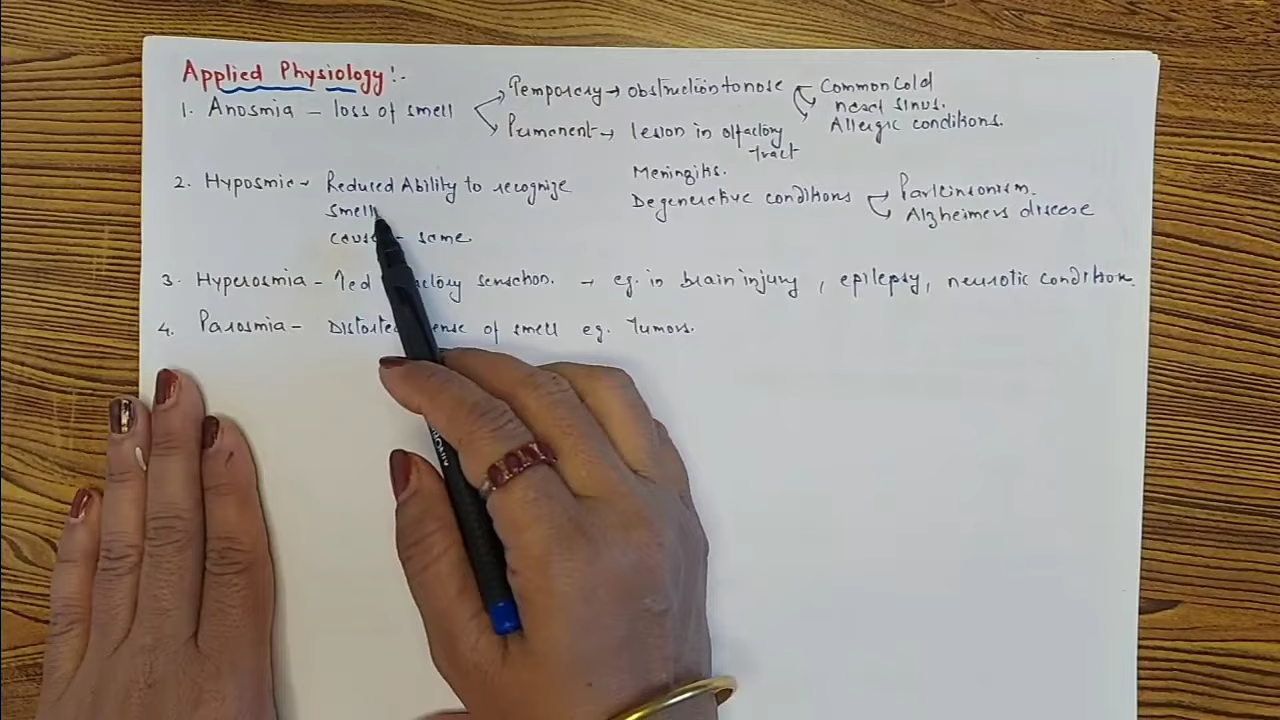 Applied Physiology:-
1. Anosmia - loss of smell
Temporary → obstruction to nose
Common Cold
nasal sinus.
Allergic conditions.
Permanent → lesion in olfactory
tract
Meningitis.
Degenerative conditions
Parkinsonism.
Alzheimers disease
2. Hyposmia → Reduced Ability to recognize
smell
cause - same.
3. Hyperosmia - ↑ed sensation. → eg. in brain injury, epilepsy, neurotic condition.
4. Parosmia - Distorted of smell eg. Tumors.